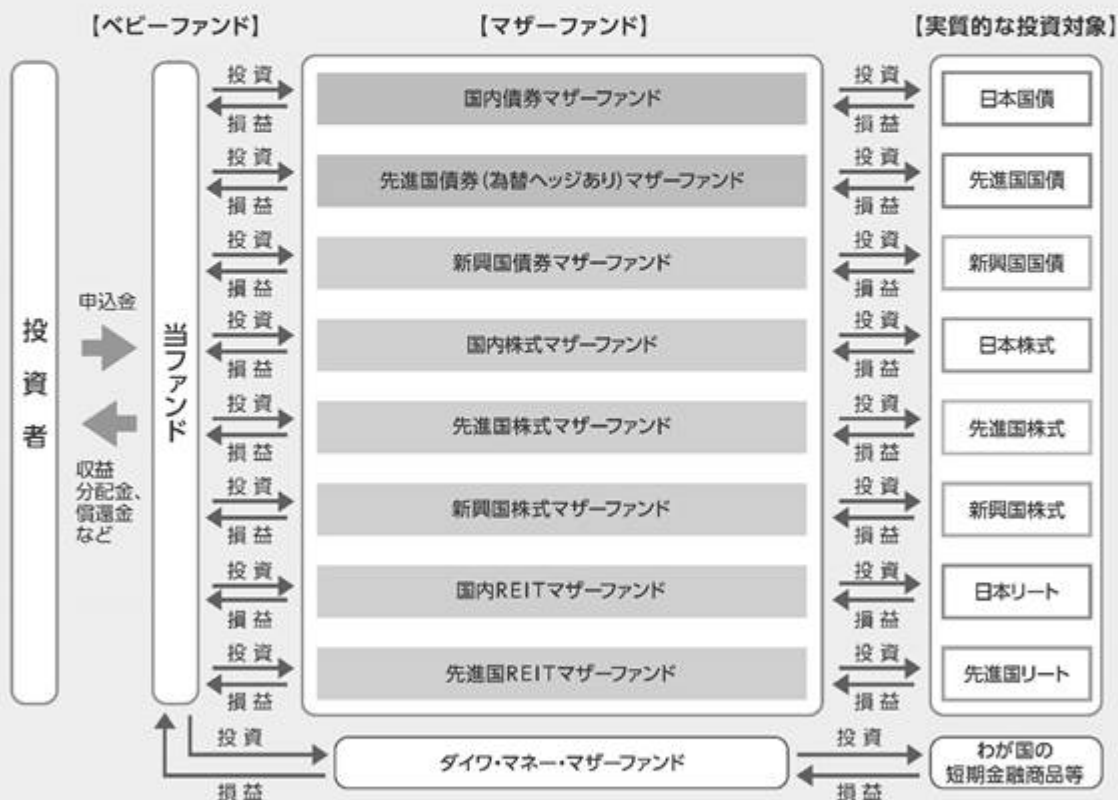 【ベビーファンド】
【マザーファンド】
【実質的な投資対象】
投資者
申込金
収益
分配金、
償還金
など
当ファンド
投資
損益
国内債券マザーファンド
投資
損益
日本国債
投資
損益
先進国債券(為替ヘッジあり)マザーファンド
投資
損益
先進国国債
投資
損益
新興国債券マザーファンド
投資
損益
新興国国債
投資
損益
国内株式マザーファンド
投資
損益
日本株式
投資
損益
先進国株式マザーファンド
投資
損益
先進国株式
投資
損益
新興国株式マザーファンド
投資
損益
新興国株式
投資
損益
国内REITマザーファンド
投資
損益
日本リート
投資
損益
先進国REITマザーファンド
投資
損益
先進国リート
投資
損益
ダイワ・マネー・マザーファンド
投資
損益
わが国の
短期金融商品等